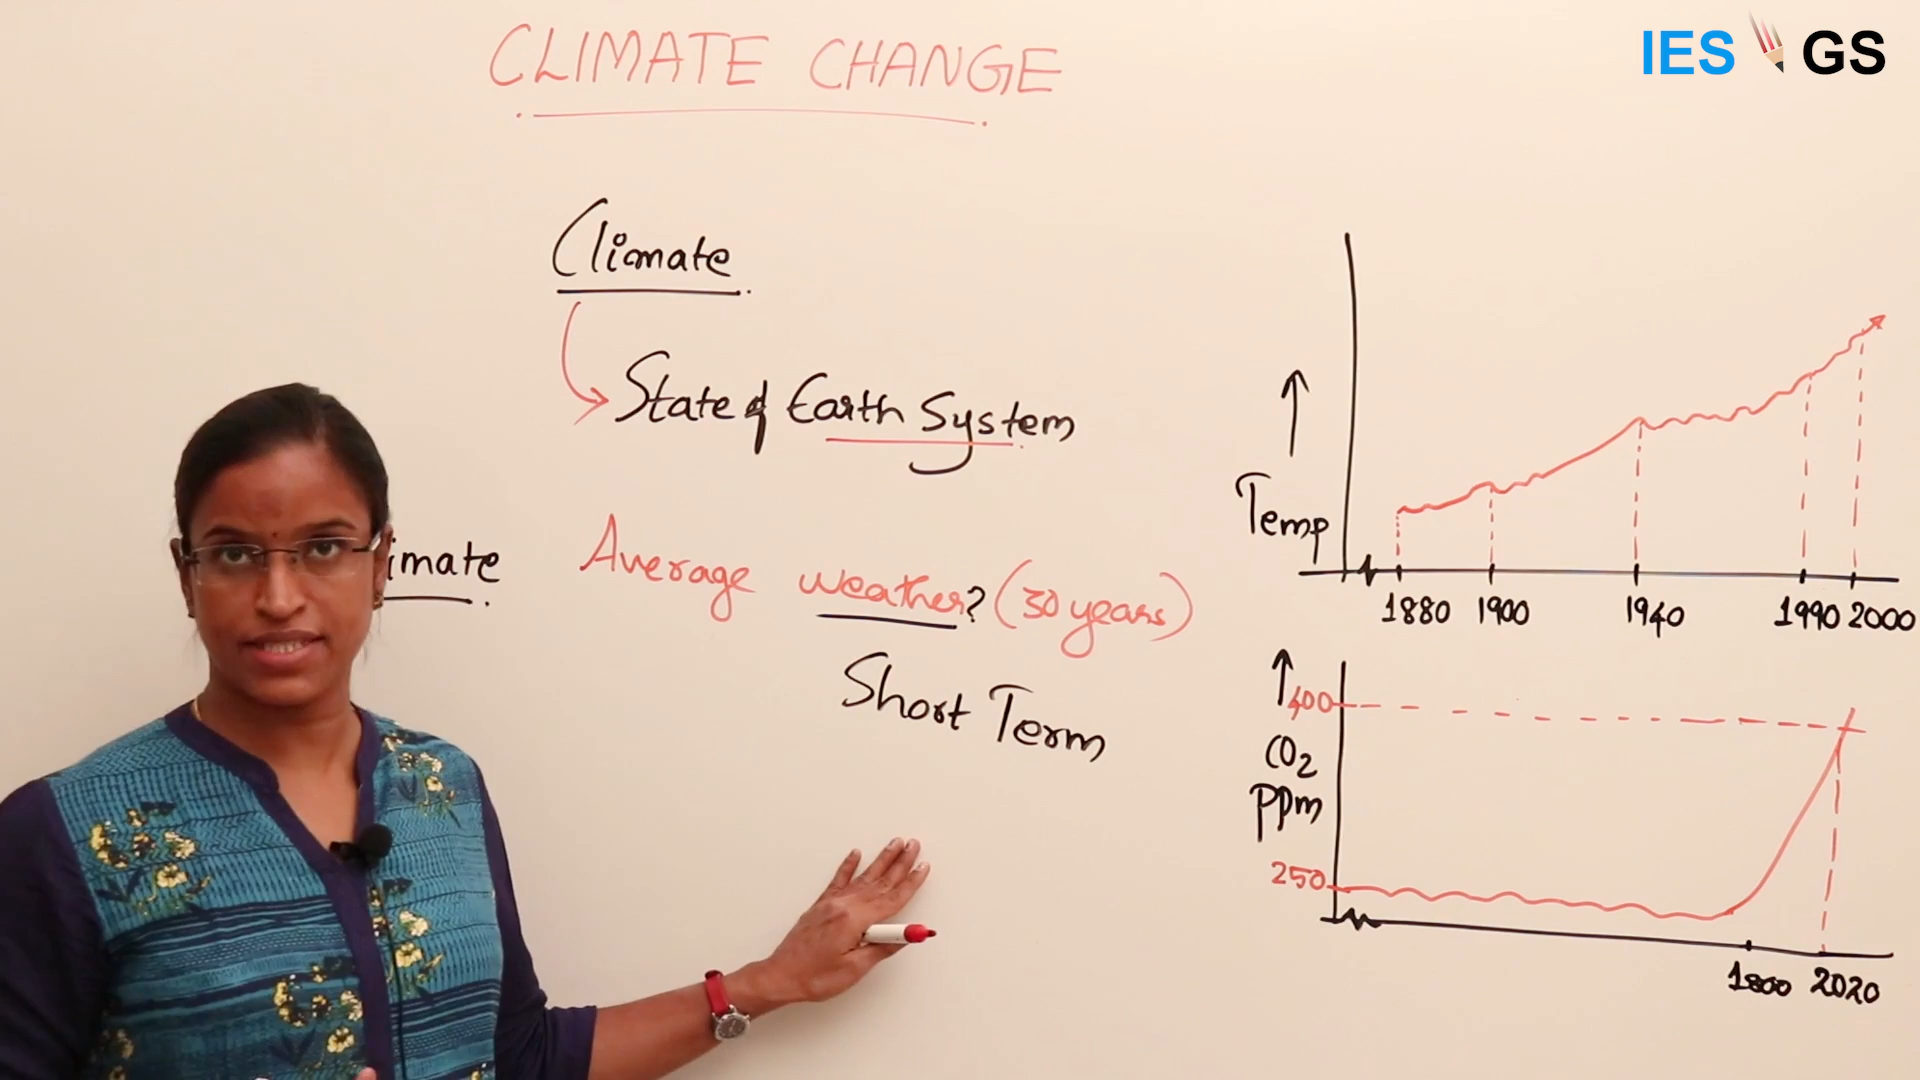 IES GS
CLIMATE CHANGE
Climate
State of Earth System
imate
Average weather? (30 years)
Short Term
Temp
1880 1900 1940 1990 2000
400
CO2
PPm
250
1800 2020